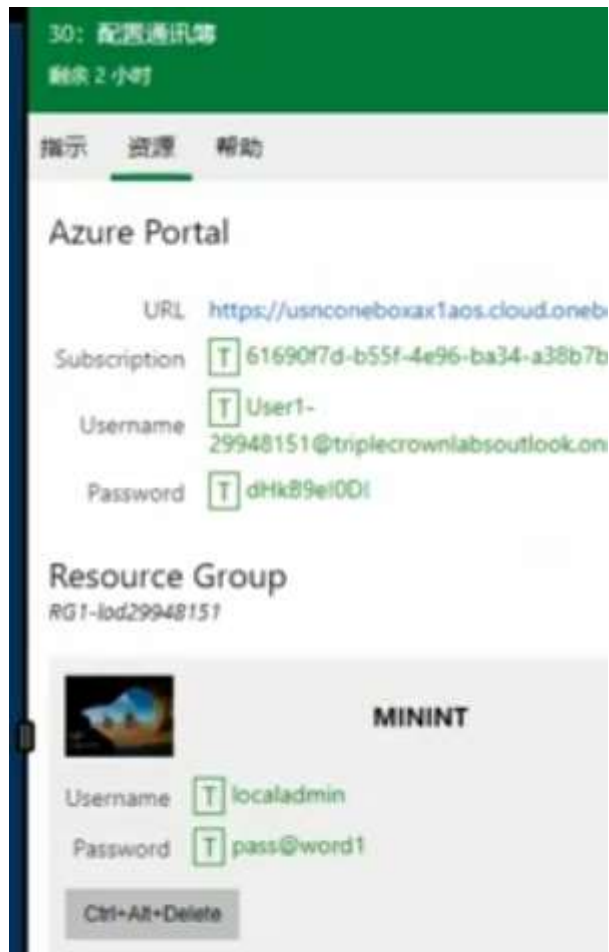 30: 配置通讯簿
剩余 2 小时
指示 资源 帮助
Azure Portal
URL https://usnconeboxax1aos.cloud.onebo
Subscription T 61690f7d-b55f-4e96-ba34-a38b7b
Username T User1-
29948151@triplecrownlabsoutlook.on
Password T
Resource Group
RG1-lod29948151
MININT
Username T localadmin
Password T pass@word1
Ctrl+Alt+Delete